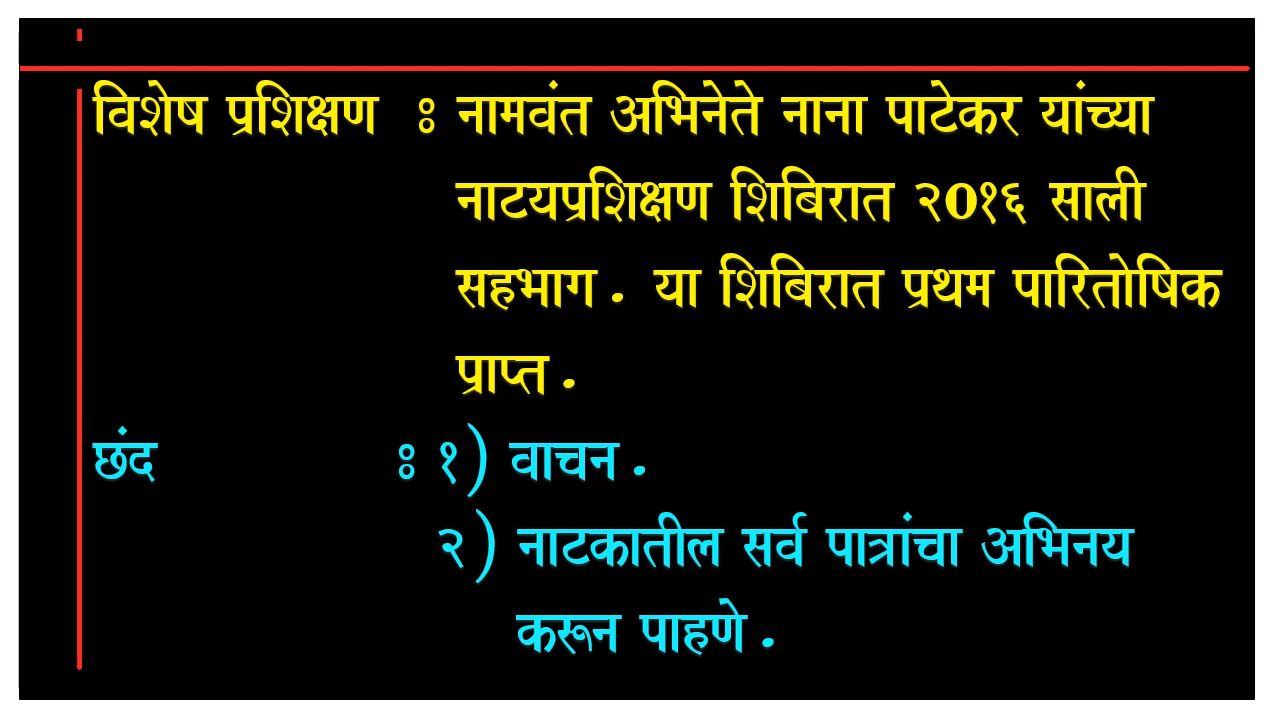 विशेष प्रशिक्षण : नामवंत अभिनेते नाना पाटेकर यांच्या
नाटयप्रशिक्षण शिबिरात २०१६ साली
सहभाग. या शिबिरात प्रथम पारितोषिक
प्राप्त.
छंद : १) वाचन.
२) नाटकातील सर्व पात्रांचा अभिनय
करून पाहणे.